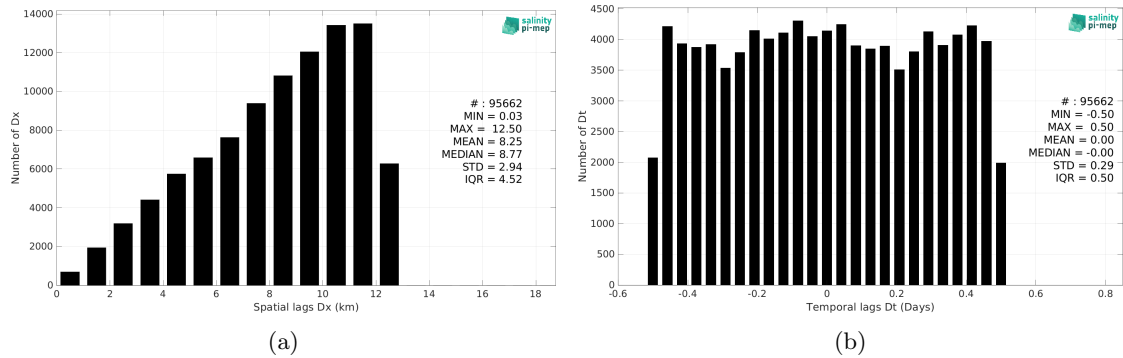 14000
12000
10000
8000
6000
4000
2000
0
Number of Dx
0 2 4 6 8 10 12 14 16 18
Spatial lags Dx (km)
salinity
pi-mep
# : 95662
MIN = 0.03
MAX = 12.50
MEAN = 8.25
MEDIAN = 8.77
STD = 2.94
IQR = 4.52
(a)
4500
4000
3500
3000
2500
2000
1500
1000
500
0
Number of Dt
-0.6 -0.4 -0.2 0 0.2 0.4 0.6 0.8
Temporal lags Dt (Days)
salinity
pi-mep
# : 95662
MIN = -0.50
MAX = 0.50
MEAN = 0.00
MEDIAN = -0.00
STD = 0.29
IQR = 0.50
(b)